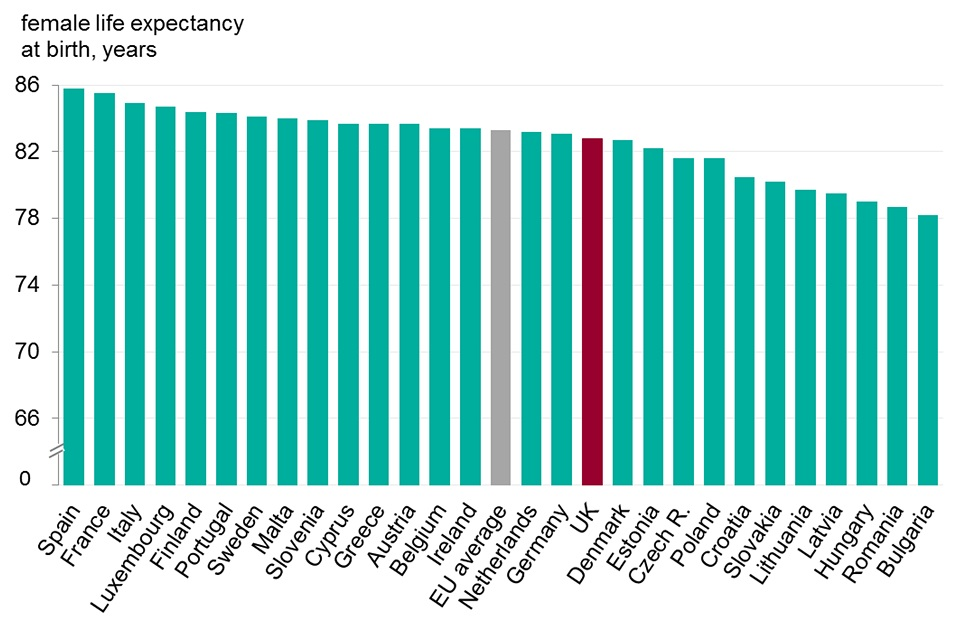 female life expectancy
at birth, years
86
82
78
74
70
66
0
Spain
France
Italy
Luxembourg
Finland
Portugal
Sweden
Malta
Slovenia
Cyprus
Greece
Austria
Belgium
Ireland
EU average
Netherlands
Germany
UK
Denmark
Estonia
Czech R.
Poland
Croatia
Slovakia
Lithuania
Latvia
Hungary
Romania
Bulgaria